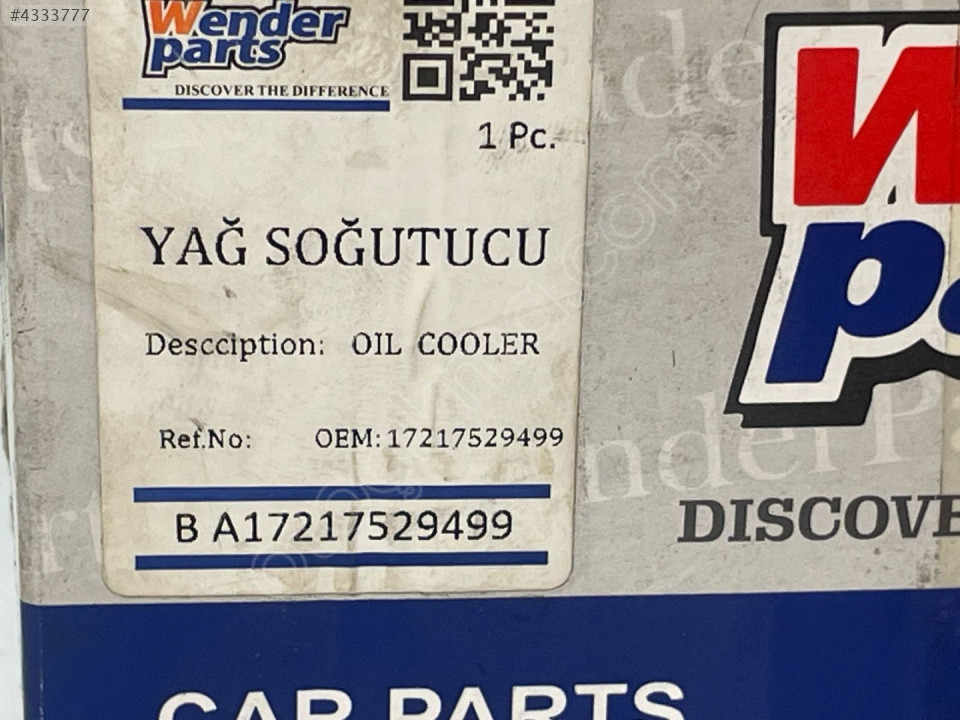 #4333777
Wender
parts
DISCOVER THE DIFFERENCE
1 Pc.
YAĞ SOĞUTUCU
Descciption: OIL COOLER
Ref.No: OEM:17217529499
B A17217529499
DISCOVE
CAR PARTS